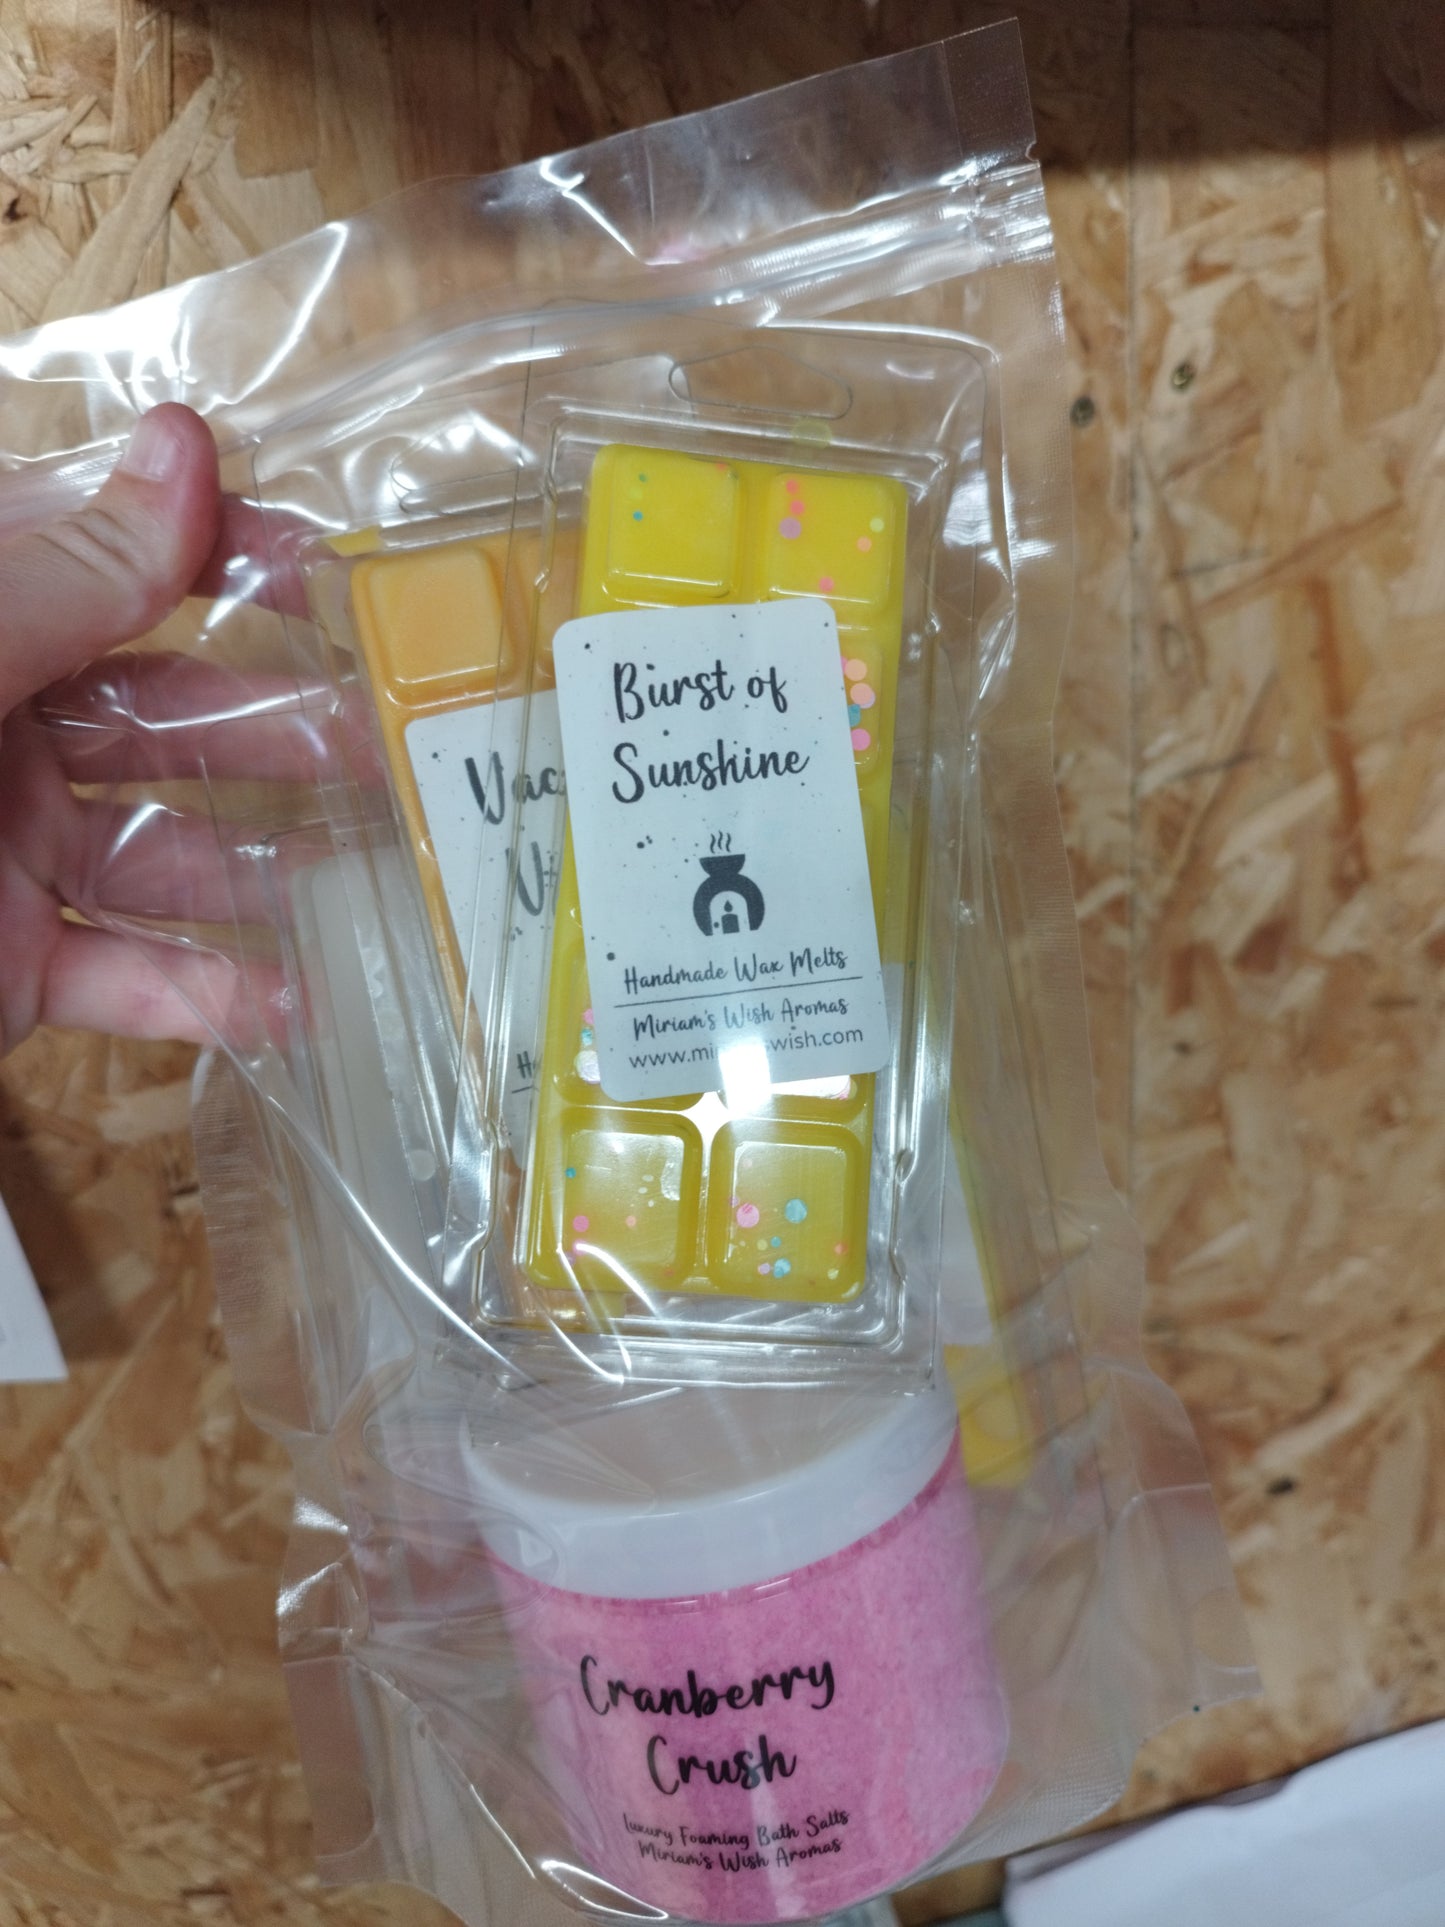 Burst of
Sunshine
Handmade Wax Melts
Miriam's Wish Aromas
Cranberry
Crush
Luxury Foaming Bath Salts
Miriam's Wish Aromas